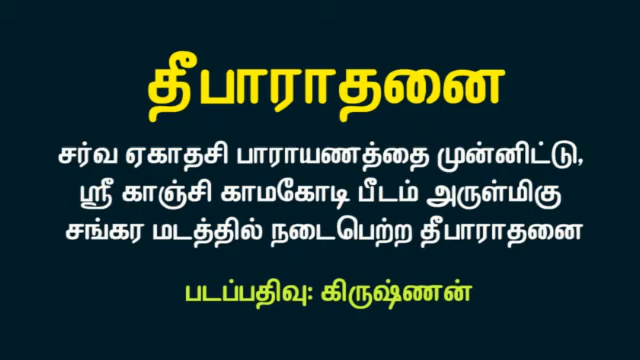 தீபாராதனை
சர்வ ஏகாதசி பாராயணத்தை முன்னிட்டு,
ஸ்ரீ காஞ்சி காமகோடி பீடம் அருள்மிகு
சங்கர மடத்தில் நடைபெற்ற தீபாராதனை
படப்பதிவு: கிருஷ்ணன்